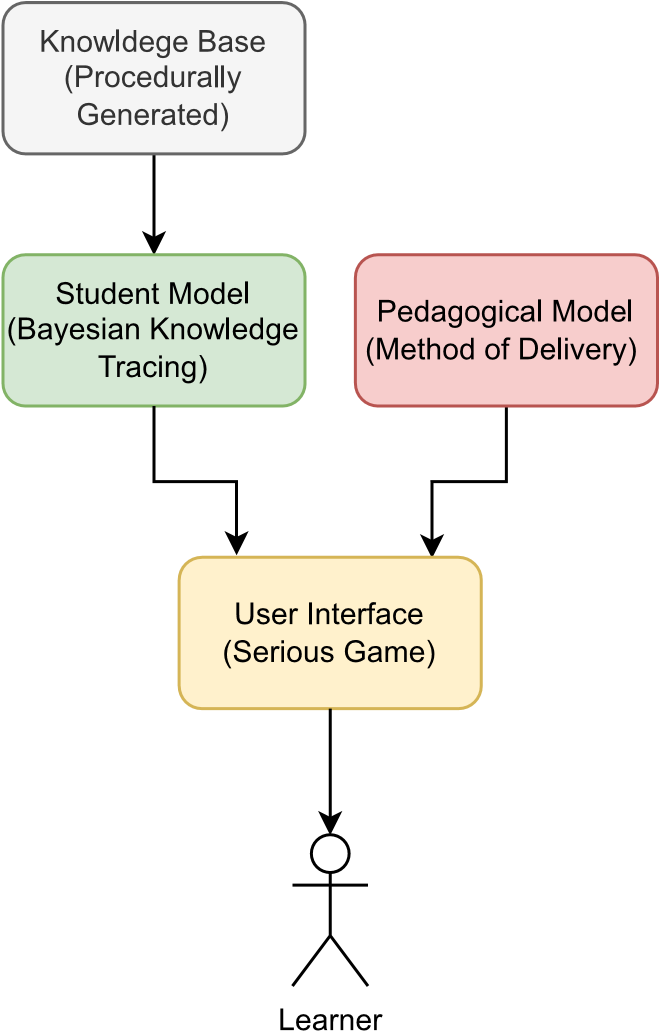 Knowldege Base
(Procedurally
Generated)
Student Model
(Bayesian Knowledge
Tracing)
Pedagogical Model
(Method of Delivery)
User Interface
(Serious Game)
Learner